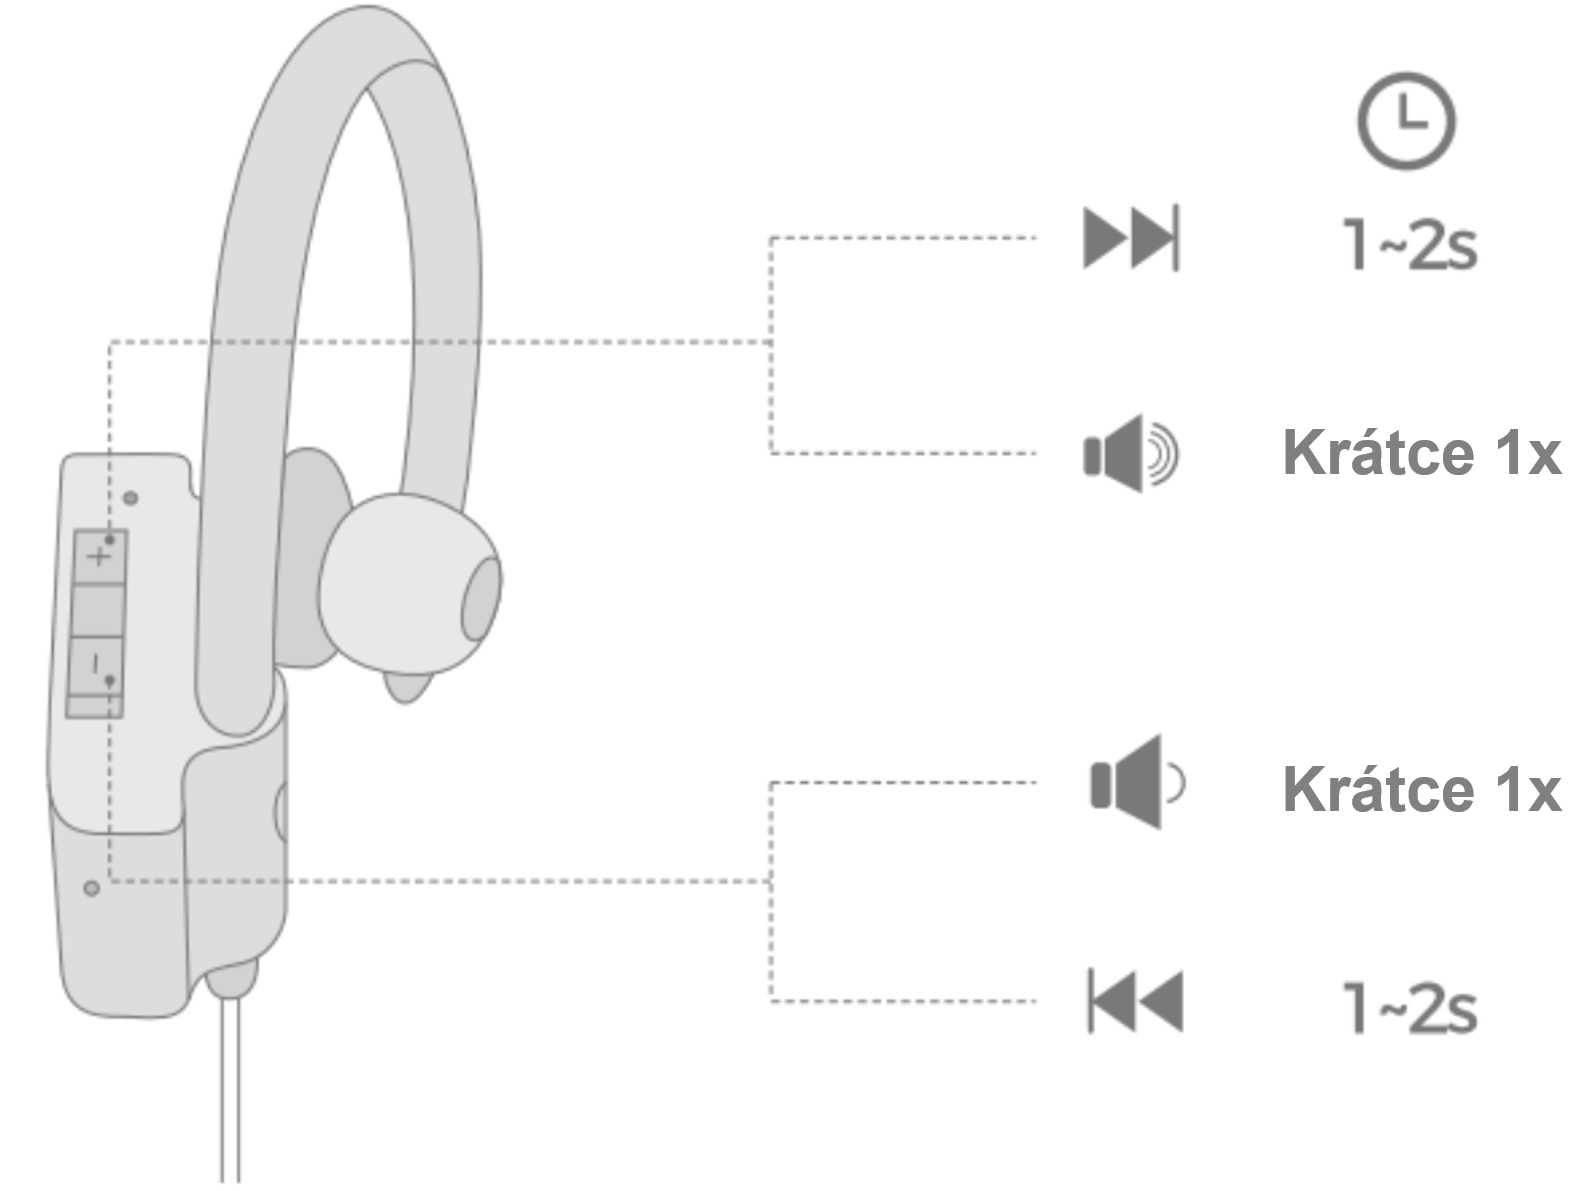 1~2s
Krátce 1x
+
–
Krátce 1x
1~2s